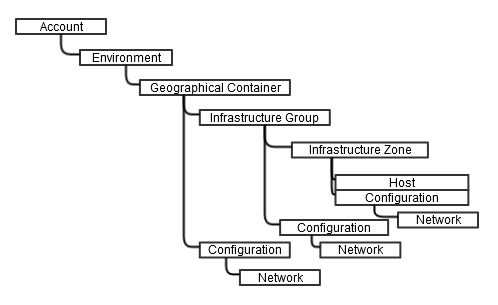 Account
Environment
Geographical Container
Infrastructure Group
Infrastructure Zone
Host
Configuration
Network
Configuration
Network
Configuration
Network